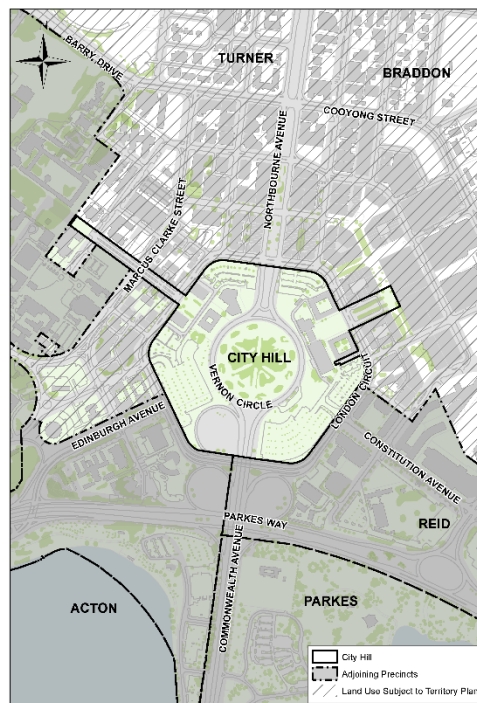 TURNER
BARRY DRIVE
BRADDON
COOYONG STREET
NORTHBOURNE AVENUE
MARCUS CLARKE STREET
CITY HILL
VERNON CIRCLE
LONDON CIRCUIT
EDINBURGH AVENUE
CONSTITUTION AVENUE
PARKES WAY
REID
COMMONWEALTH AVENUE
ACTON
PARKES
City Hill
Adjoining Precincts
Land Use Subject to Territory Plan